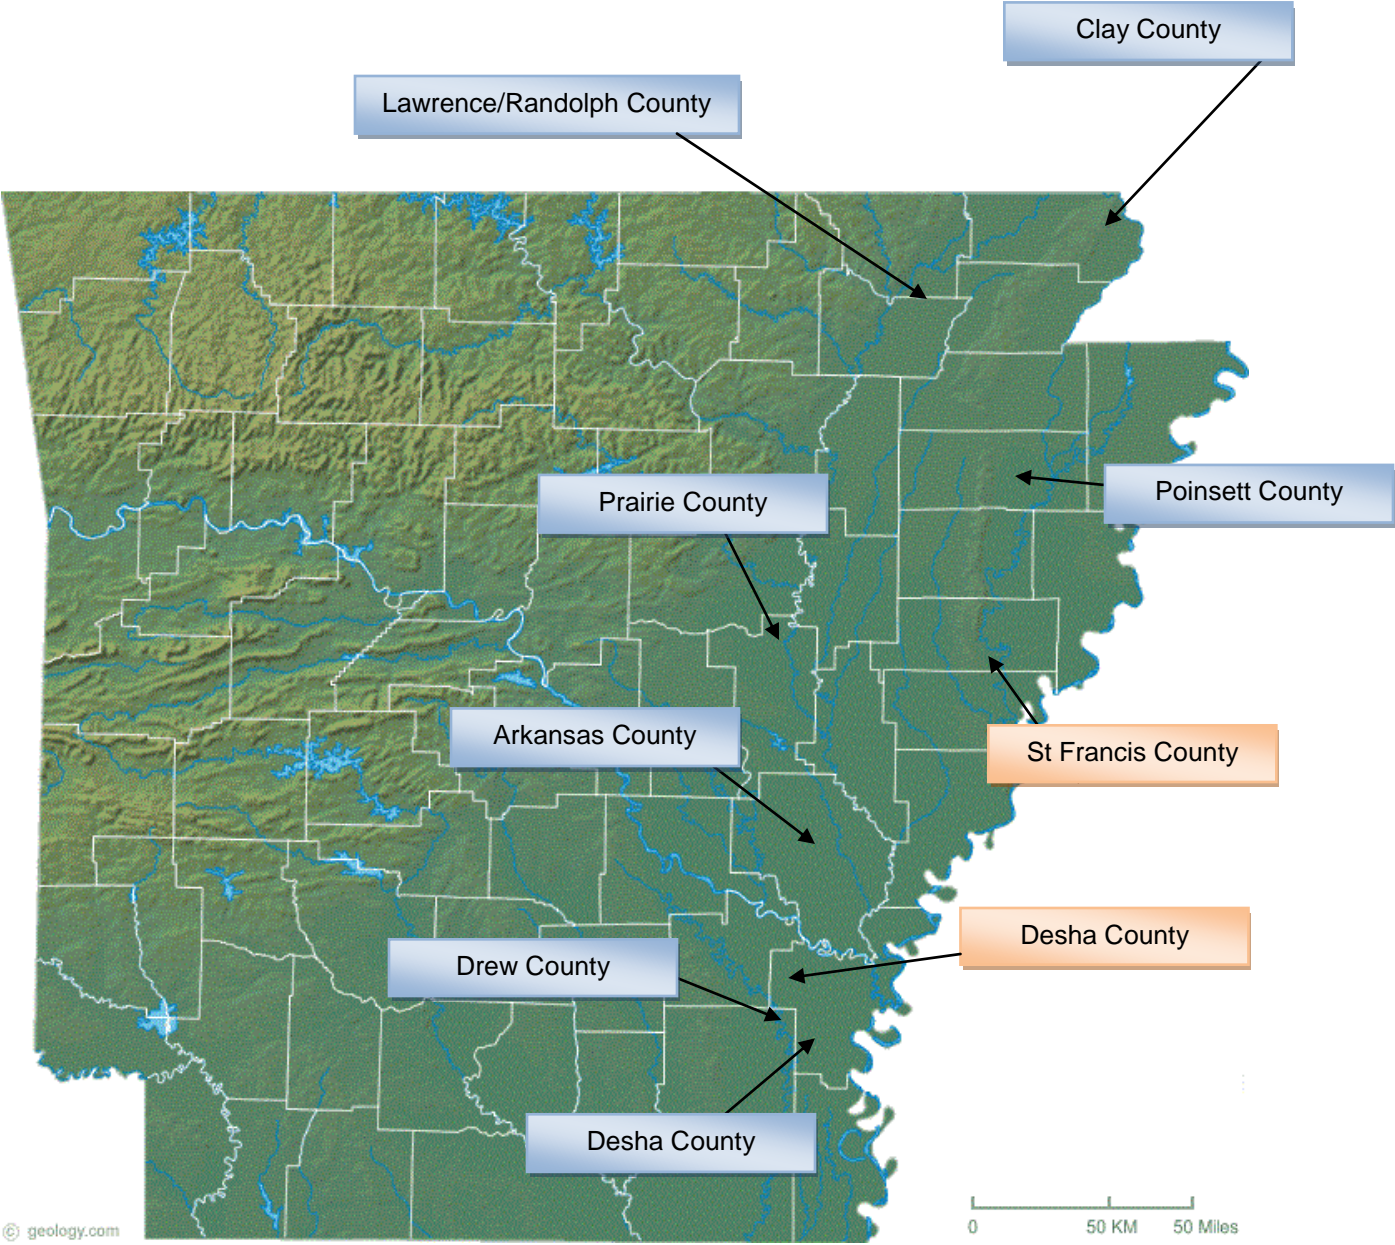 Clay County
Lawrence/Randolph County
Prairie County
Poinsett County
Arkansas County
St Francis County
Desha County
Drew County
Desha County
0 50 KM 50 Miles
© geology.com